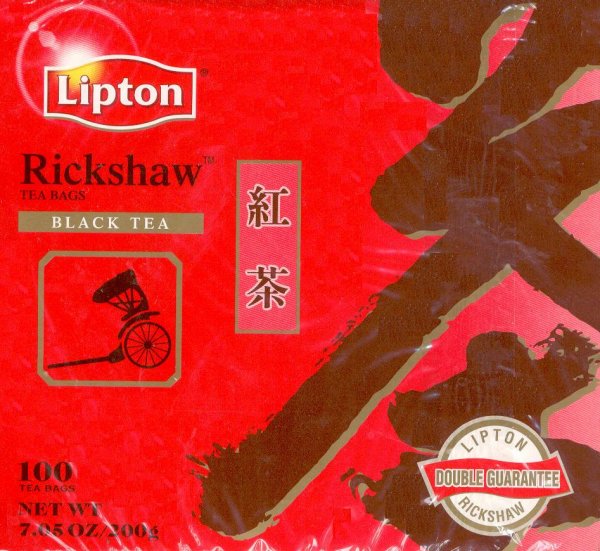 Lipton®
Rickshaw™
TEA BAGS
BLACK TEA
紅茶
100
TEA BAGS
NET WT
7.05 OZ/200g
LIPTON
DOUBLE GUARANTEE
RICKSHAW
茶